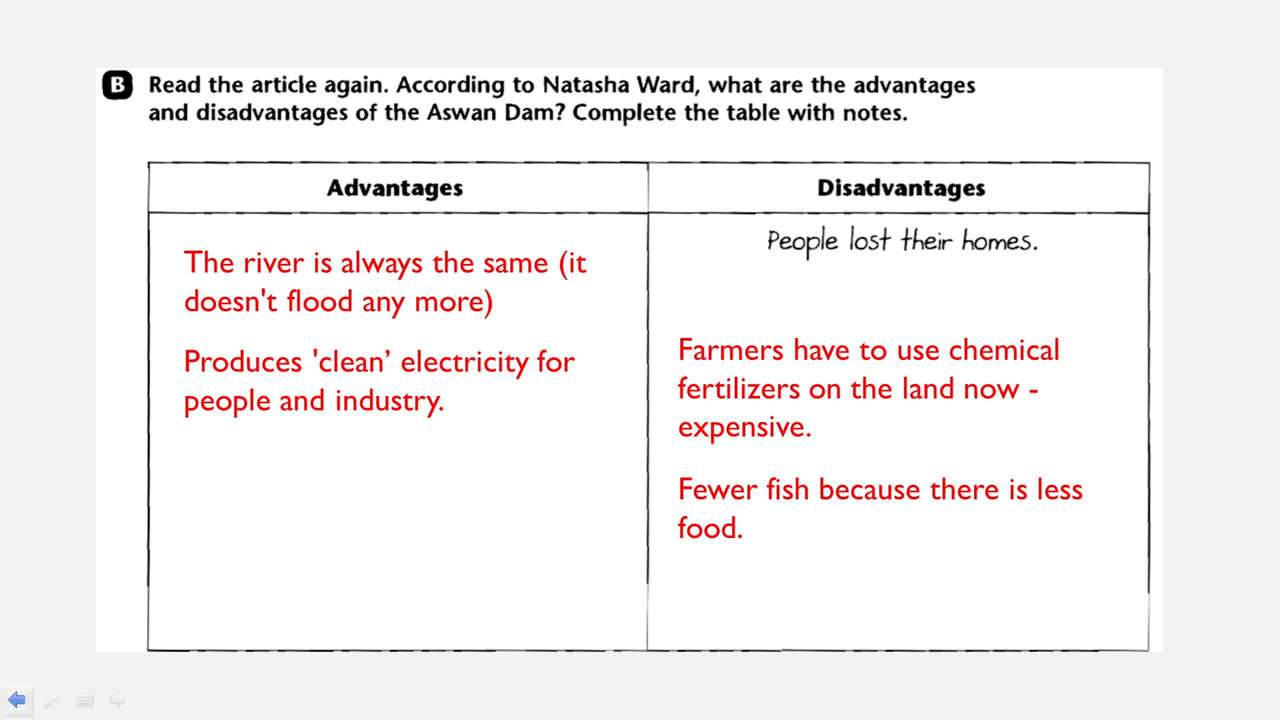 B Read the article again. According to Natasha Ward, what are the advantages
and disadvantages of the Aswan Dam? Complete the table with notes.
Advantages
The river is always the same (it
doesn't flood any more)
Produces 'clean’ electricity for
people and industry.
Disadvantages
People lost their homes.
Farmers have to use chemical
fertilizers on the land now -
expensive.
Fewer fish because there is less
food.